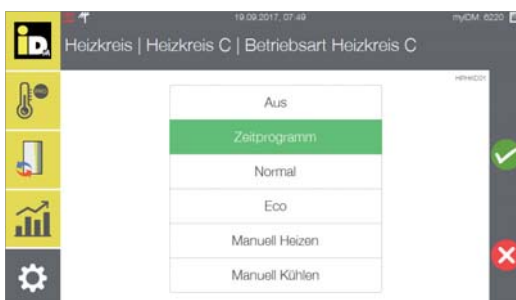 iD
19.09.2017, 07:49
myiDM: 6220
Heizkreis | Heizkreis C | Betriebsart Heizkreis C
Aus
Zeitprogramm
Normal
Eco
Manuell Heizen
Manuell Kühlen